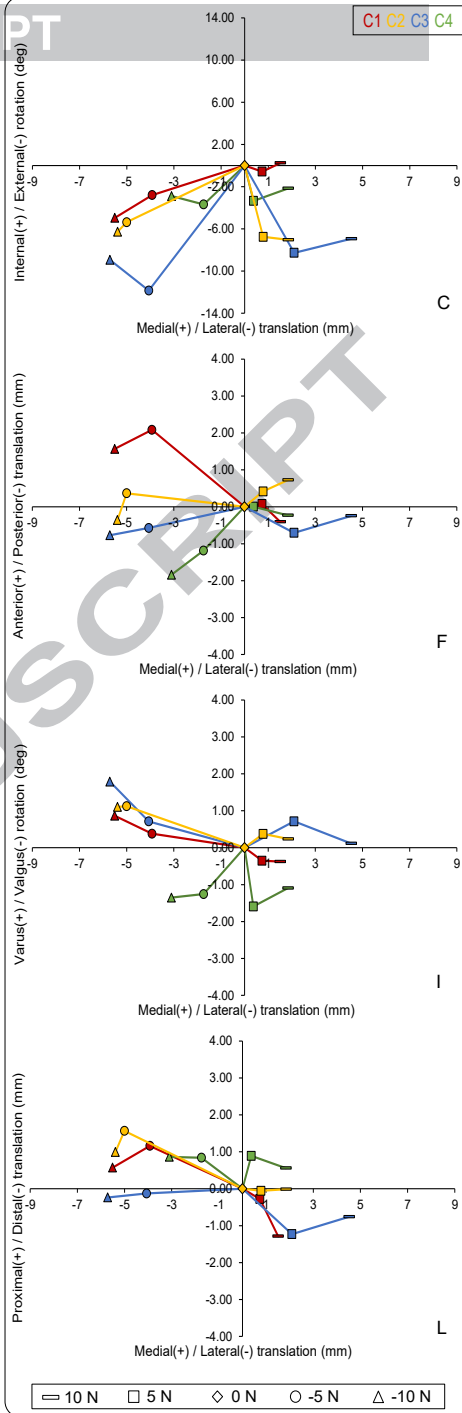 PT
C1 C2 C3 C4
Internal(+) / External(-) rotation (deg)
14.00
10.00
6.00
2.00
-2.00
-6.00
-10.00
-14.00
-9 -7 -5 -3 -1 1 3 5 7 9
Medial(+) / Lateral(-) translation (mm)
C
Anterior(+) / Posterior(-) translation (mm)
4.00
3.00
2.00
1.00
0.00
-1.00
-2.00
-3.00
-4.00
-9 -7 -5 -3 -1 1 3 5 7 9
Medial(+) / Lateral(-) translation (mm)
F
SCRIPT
Varus(+) / Valgus(-) rotation (deg)
4.00
3.00
2.00
1.00
0.00
-1.00
-2.00
-3.00
-4.00
-9 -7 -5 -3 -1 1 3 5 7 9
Medial(+) / Lateral(-) translation (mm)
I
Proximal(+) / Distal(-) translation (mm)
4.00
3.00
2.00
1.00
0.00
-1.00
-2.00
-3.00
-4.00
-9 -7 -5 -3 -1 1 3 5 7 9
Medial(+) / Lateral(-) translation (mm)
L
10 N 5 N 0 N -5 N -10 N